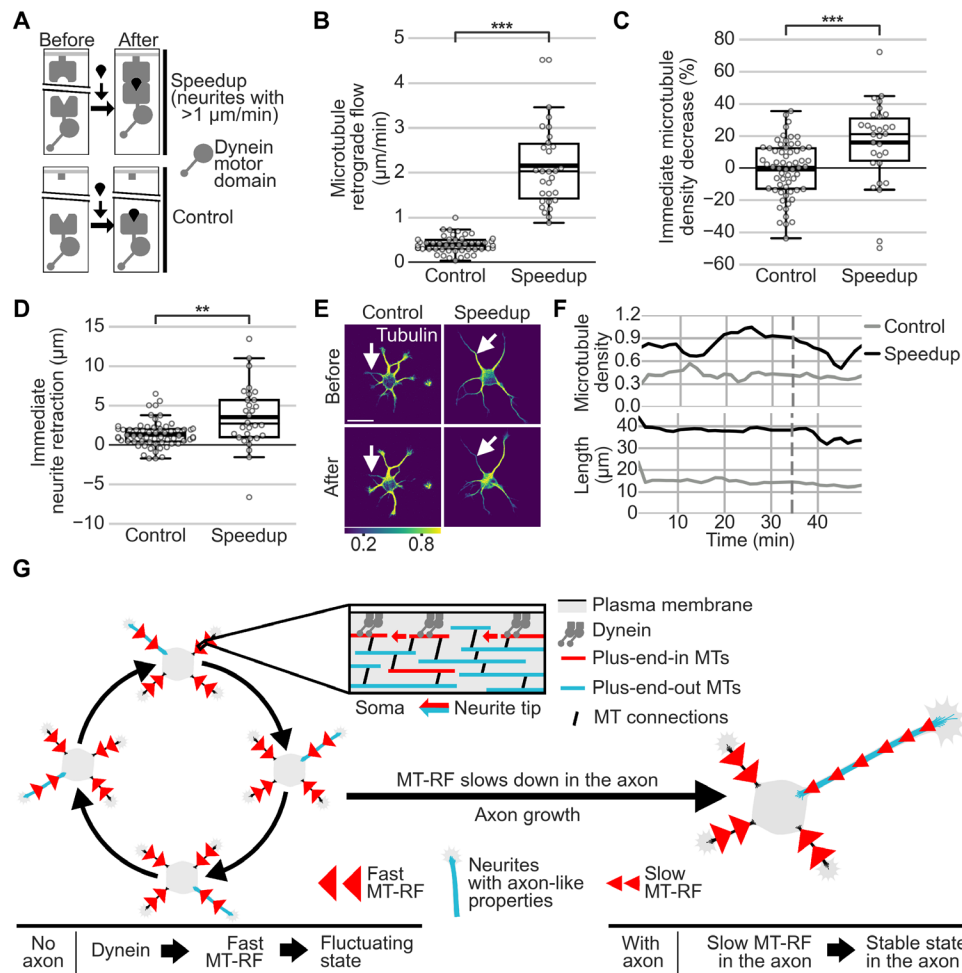 A
Before
After
Speedup
(neurites with
>1 µm/min)
Dynein
motor
domain
Control
B
***
Microtubule
retrograde flow
(µm/min)
5
4
3
2
1
0
Control
Speedup
C
***
Immediate microtubule
density decrease (%)
80
60
40
20
0
−20
−40
−60
Control
Speedup
D
**
Immediate
neurite retraction (µm)
15
10
5
0
−5
−10
Control
Speedup
E
Control
Speedup
Tubulin
Before
After
0.2
0.8
F
Microtubule
density
1.2
0.9
0.6
0.3
0.0
Control
Speedup
Length
(µm)
40
30
20
10
10
20
30
40
Time (min)
G
Soma
Neurite tip
Plasma membrane
Dynein
Plus-end-in MTs
Plus-end-out MTs
MT connections
MT-RF slows down in the axon
Axon growth
Fast
MT-RF
Neurites
with axon-like
properties
Slow
MT-RF
No
axon
Dynein
Fast
MT-RF
Fluctuating
state
With
axon
Slow MT-RF
in the axon
Stable state
in the axon